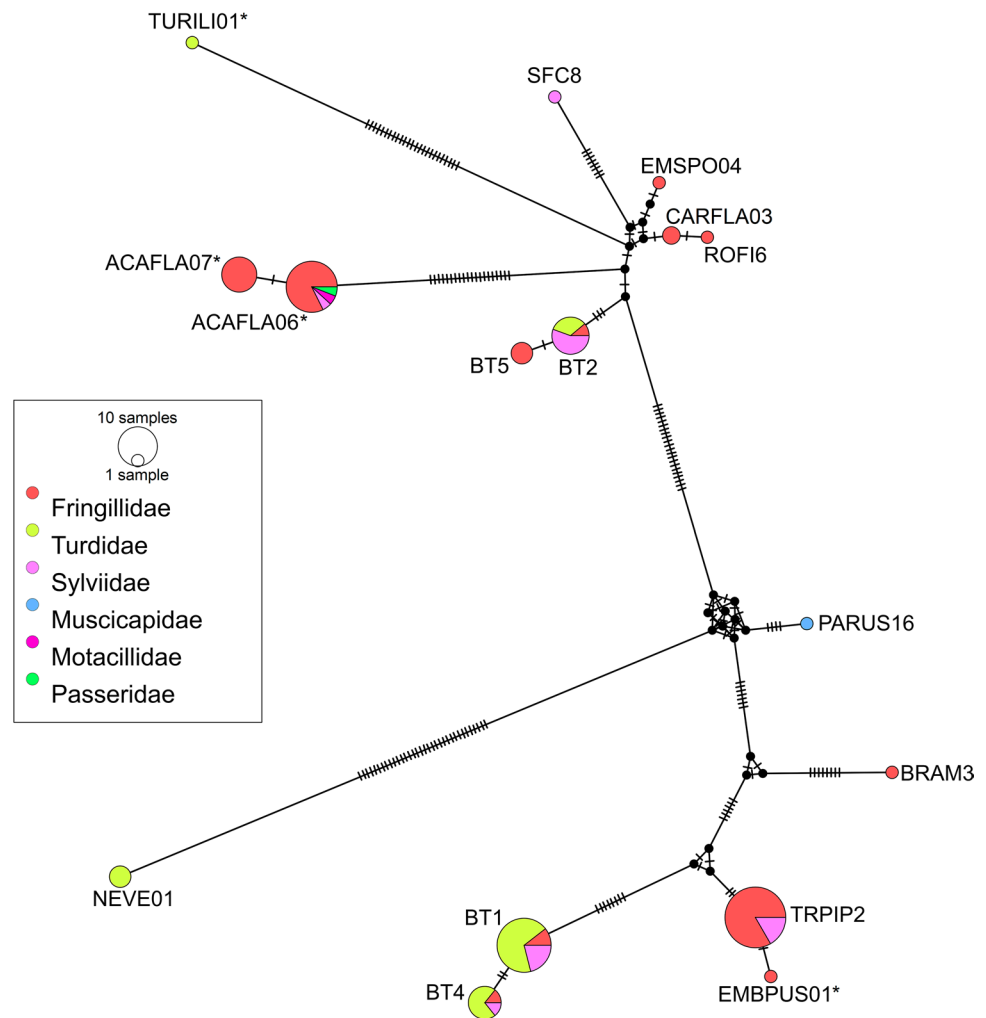 TURILI01*
SFC8
EMSPO04
CARFLA03
ROFI6
ACAFLA07*
ACAFLA06*
BT5
BT2
10 samples
1 sample
Fringillidae
Turdidae
Sylviidae
Muscicapidae
Motacillidae
Passeridae
PARUS16
BRAM3
NEVE01
BT1
TRPIP2
BT4
EMBPUS01*